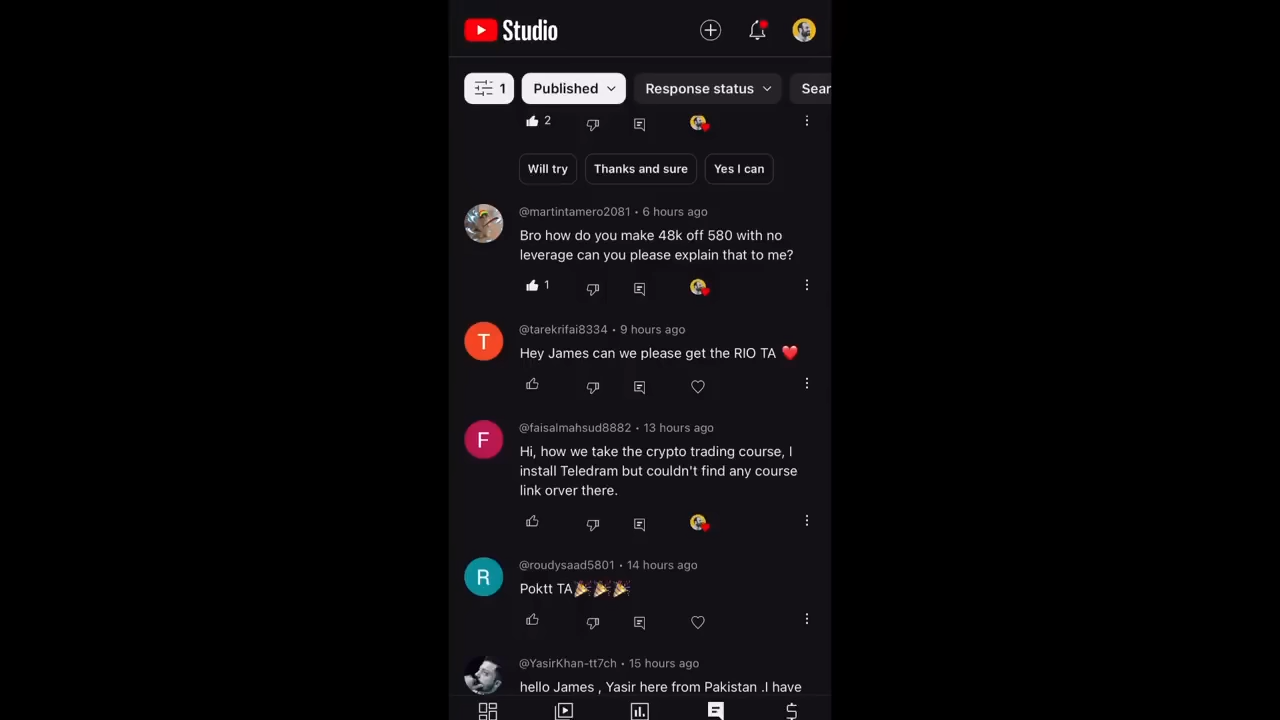 Studio
1 Published Response status Sear
2
Will try Thanks and sure Yes I can
@martintamero2081 • 6 hours ago
Bro how do you make 48k off 580 with no
leverage can you please explain that to me?
1
T
@tarekrifai8334 • 9 hours ago
Hey James can we please get the RIO TA ❤️
F
@faisalmahsud8882 • 13 hours ago
Hi, how we take the crypto trading course, I
install Teledram but couldn't find any course
link orver there.
R
@roudysaad5801 • 14 hours ago
Poktt TA🎉🎉🎉
@YasirKhan-tt7ch • 15 hours ago
hello James , Yasir here from Pakistan .I have